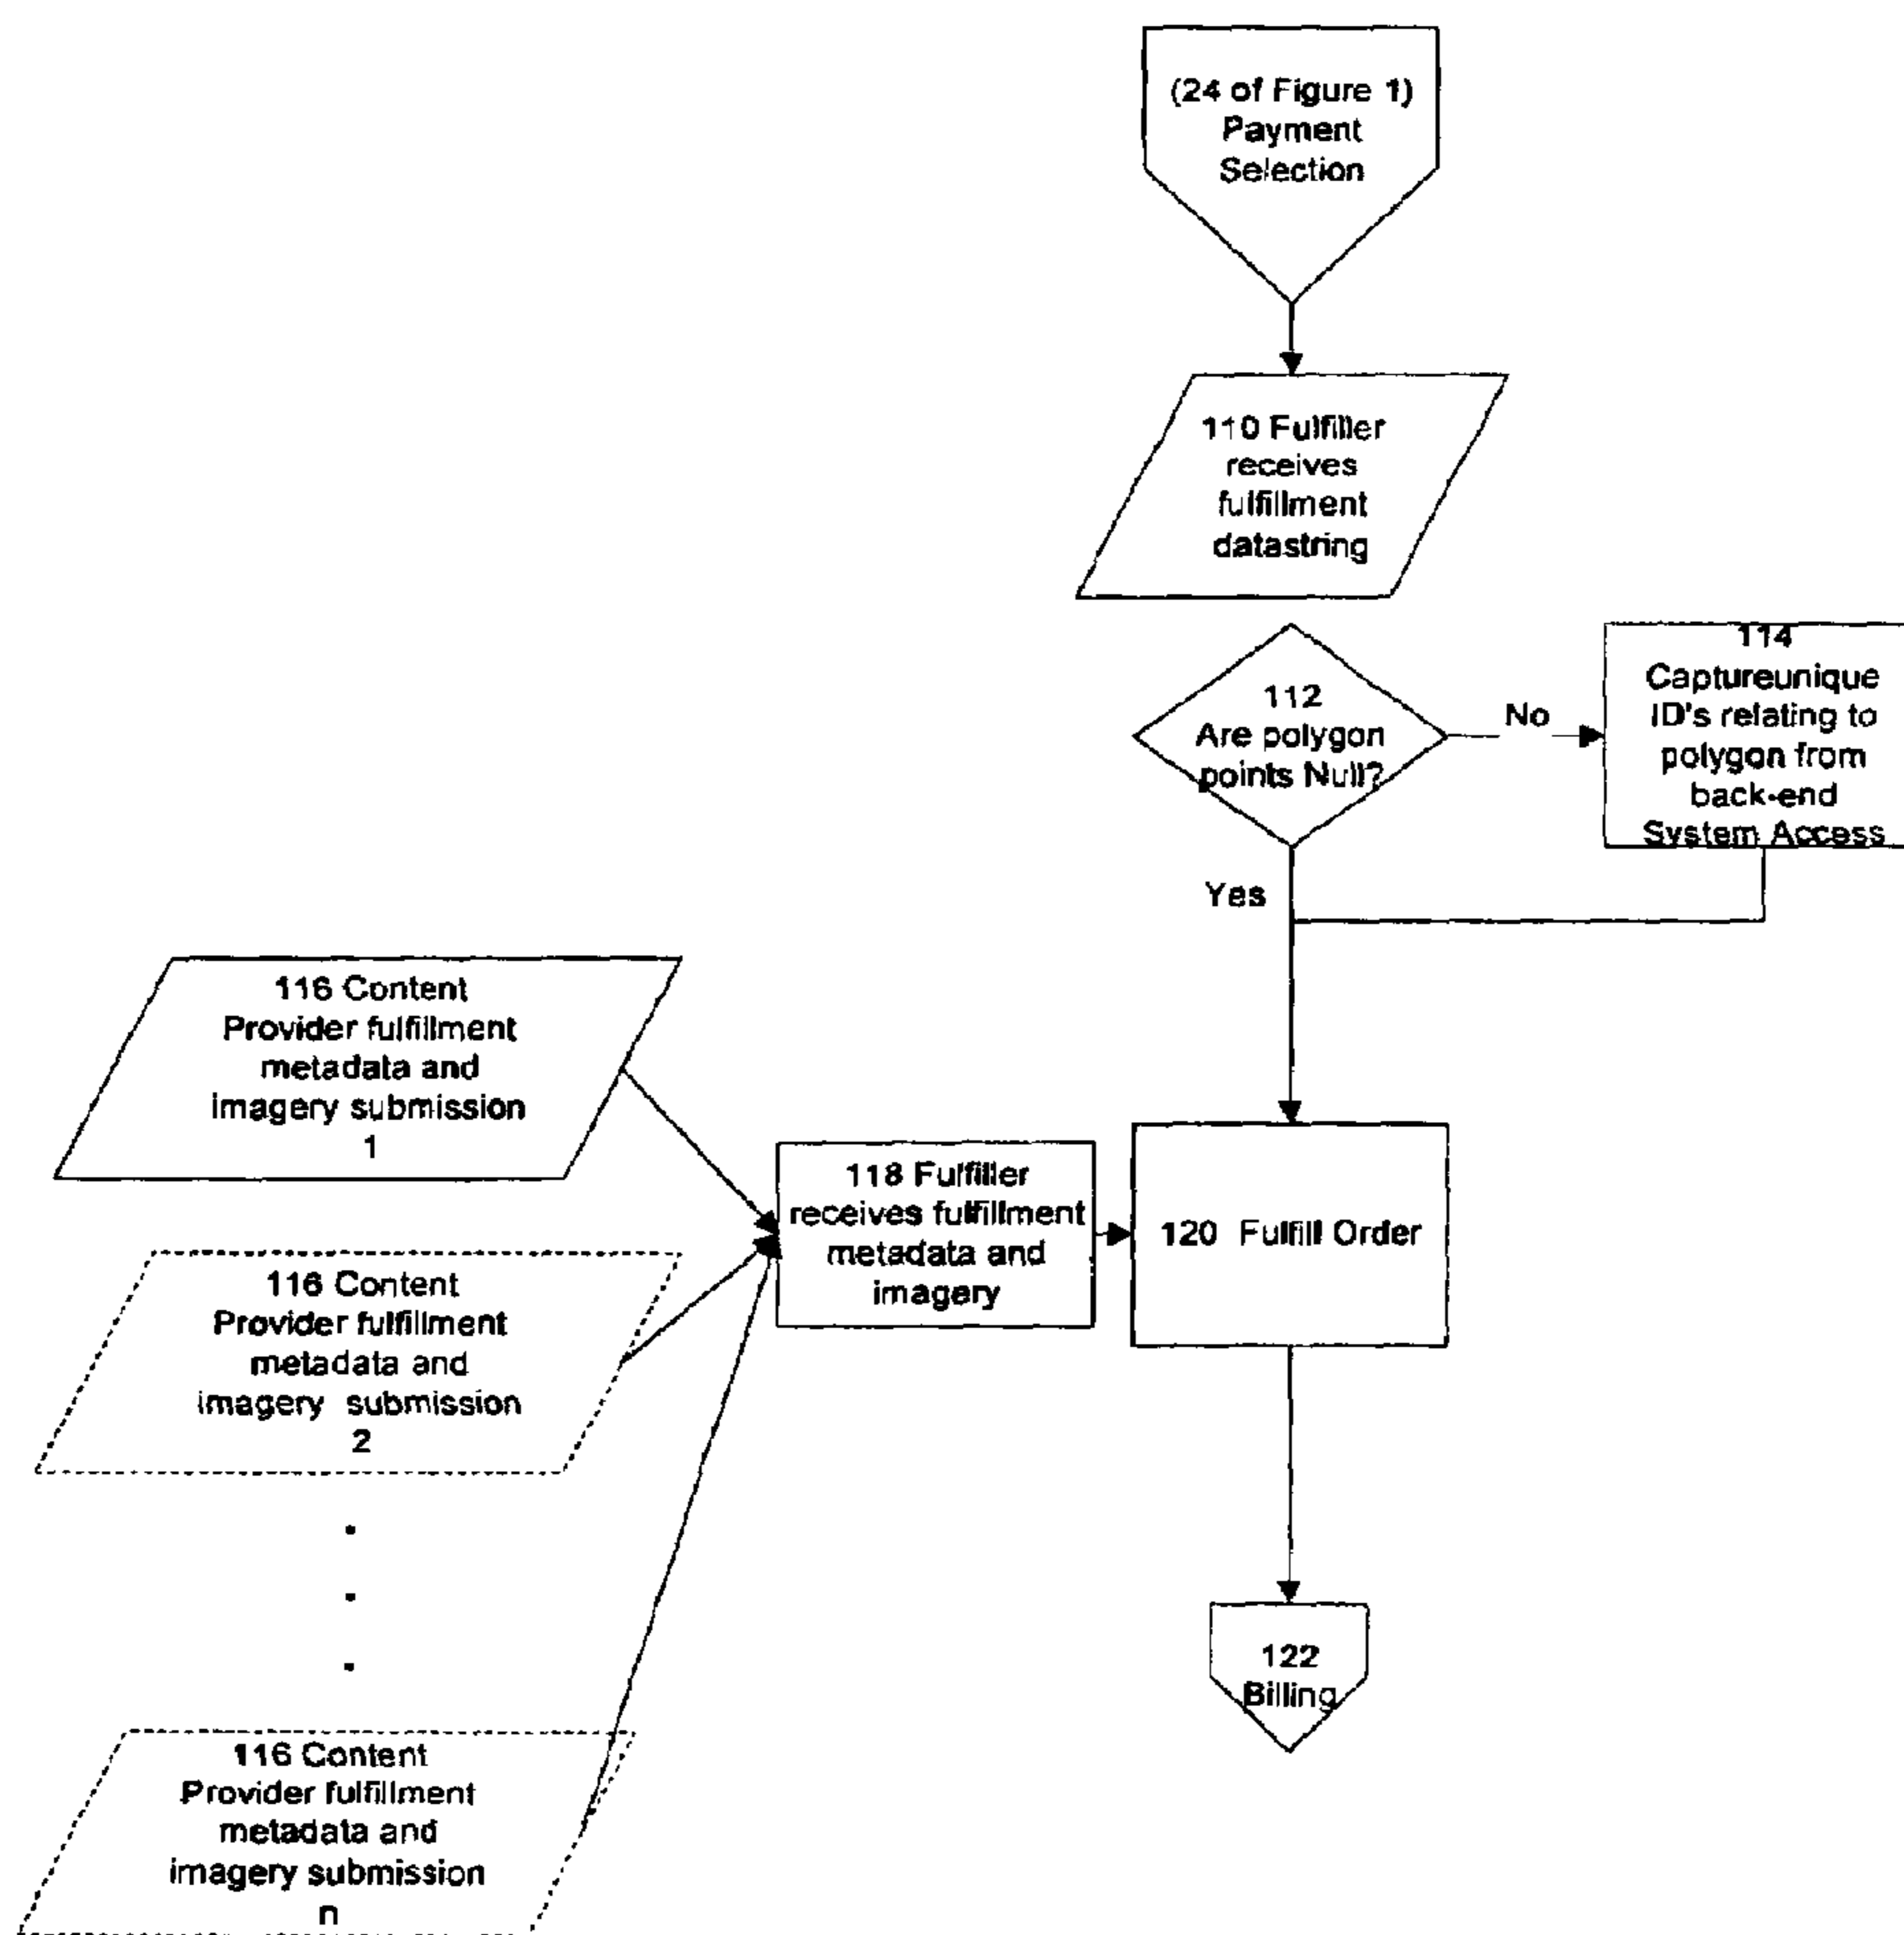 (24 of Figure 1)
Payment
Selection
110 Fulfiller
receives
fulfillment
datastring
112
Are polygon
points Null?
No
114
Captureunique
ID's relating to
polygon from
back-end
System Access
Yes
116 Content
Provider fulfillment
metadata and
imagery submission
1
118 Fulfiller
receives fulfillment
metadata and
imagery
120 Fulfill Order
116 Content
Provider fulfillment
metadata and
imagery submission
2
122
Billing
116 Content
Provider fulfillment
metadata and
imagery submission
n